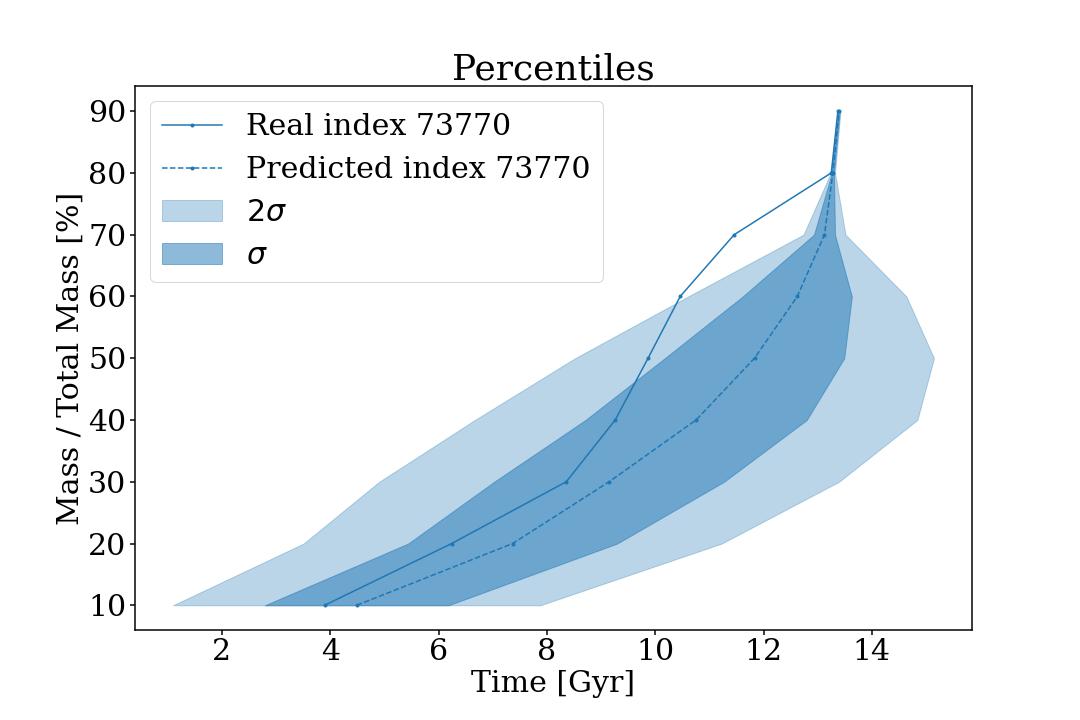 Percentiles
Real index 73770
Predicted index 73770
2σ
σ
Mass / Total Mass [%]
90
80
70
60
50
40
30
20
10
2 4 6 8 10 12 14
Time [Gyr]